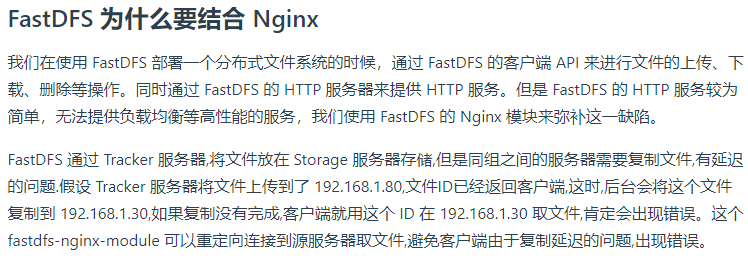 FastDFS 为什么要结合 Nginx
我们在使用 FastDFS 部署一个分布式文件系统的时候，通过 FastDFS 的客户端 API 来进行文件的上传、下
载、删除等操作。同时通过 FastDFS 的 HTTP 服务器来提供 HTTP 服务。但是 FastDFS 的 HTTP 服务较为
简单，无法提供负载均衡等高性能的服务，我们使用 FastDFS 的 Nginx 模块来弥补这一缺陷。
FastDFS 通过 Tracker 服务器,将文件放在 Storage 服务器存储,但是同组之间的服务器需要复制文件,有延迟
的问题.假设 Tracker 服务器将文件上传到了 192.168.1.80,文件ID已经返回客户端,这时,后台会将这个文件
复制到 192.168.1.30,如果复制没有完成,客户端就用这个 ID 在 192.168.1.30 取文件,肯定会出现错误。这个
fastdfs-nginx-module 可以重定向连接到源服务器取文件,避免客户端由于复制延迟的问题,出现错误。